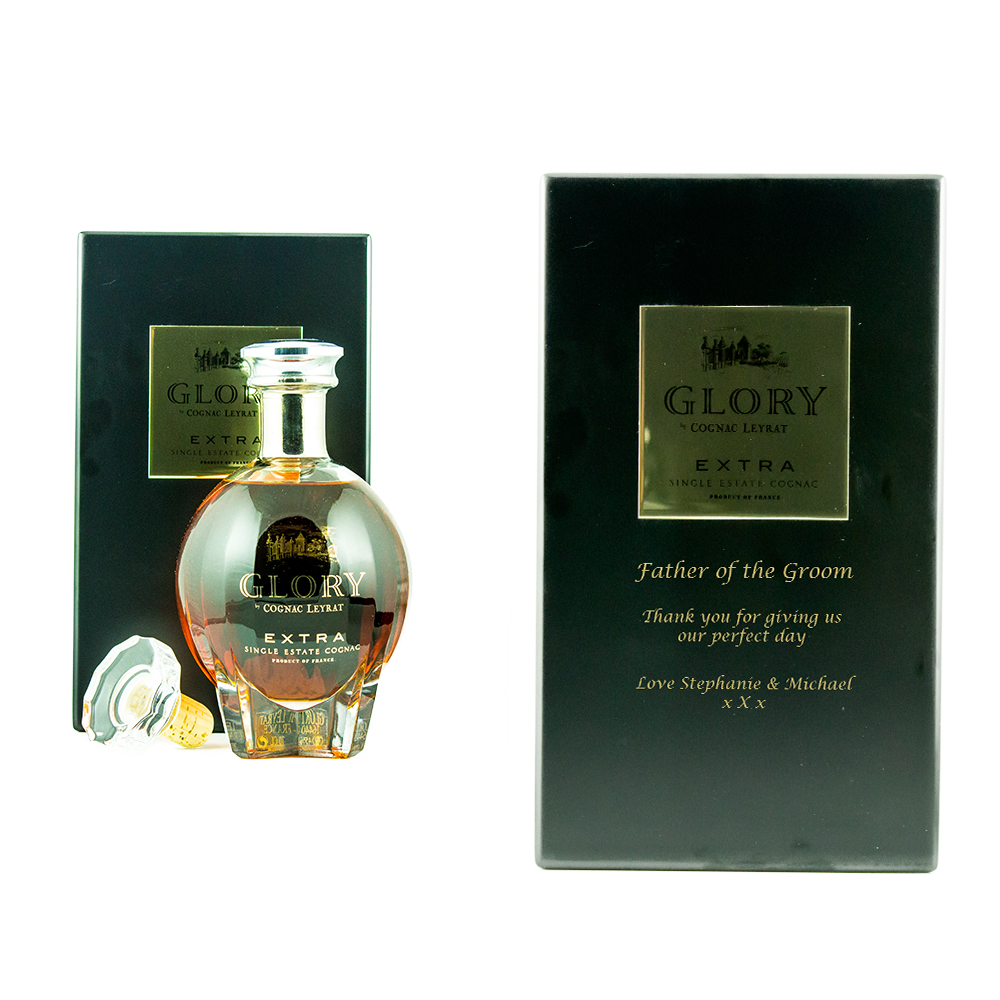 GLORY
by COGNAC LEYRAT
EXTRA
SINGLE ESTATE COGNAC
PRODUCT OF FRANCE
GLORY
by COGNAC LEYRAT
EXTRA
SINGLE ESTATE COGNAC
PRODUCT OF FRANCE
GLORY
by COGNAC LEYRAT
EXTRA
SINGLE ESTATE COGNAC
PRODUCT OF FRANCE
Father of the Groom
Thank you for giving us
our perfect day
Love Stephanie & Michael
x X x